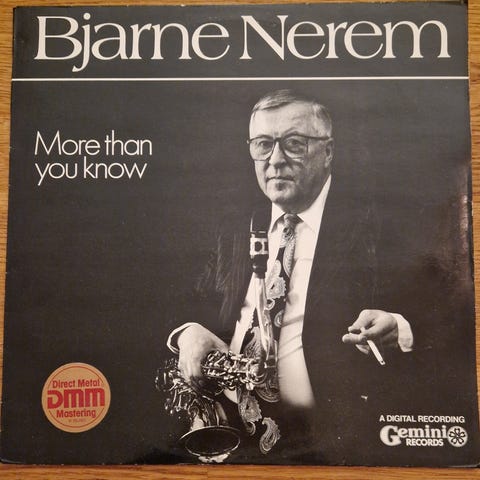 Bjarne Nerem
More than
you know
Direct Metal
DMM
Mastering
A DIGITAL RECORDING
Gemini
RECORDS